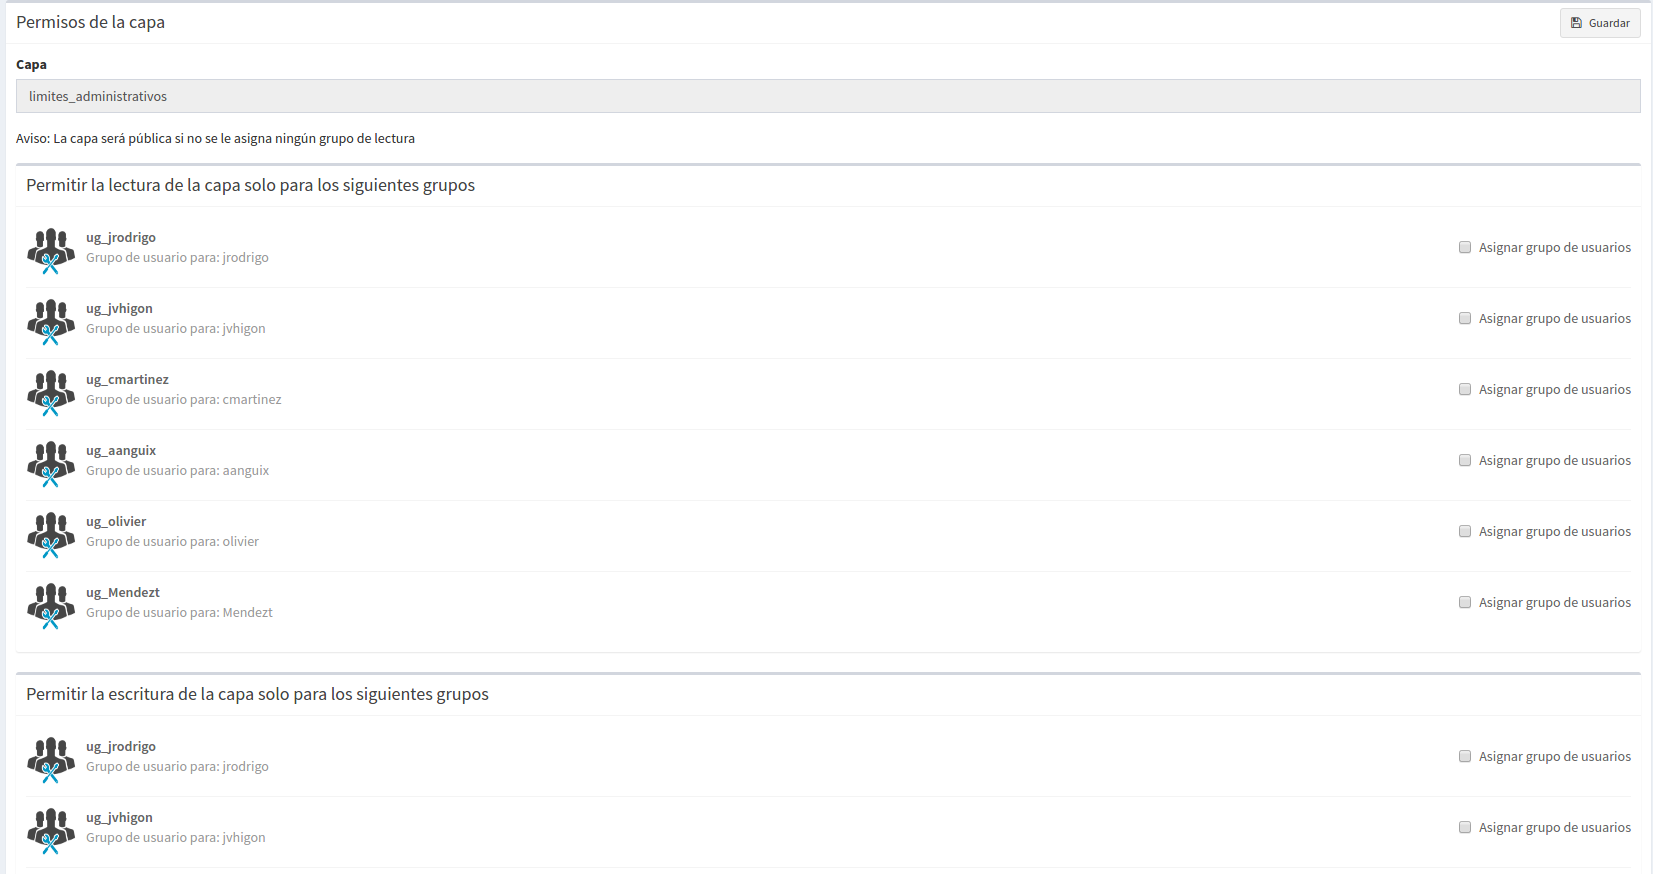 Permisos de la capa
Guardar
Capa
limites_administrativos
Aviso: La capa será pública si no se le asigna ningún grupo de lectura
Permitir la lectura de la capa solo para los siguientes grupos
ug_jrodrigo
Grupo de usuario para: jrodrigo
Asignar grupo de usuarios
ug_jvhigon
Grupo de usuario para: jvhigon
Asignar grupo de usuarios
ug_cmartinez
Grupo de usuario para: cmartinez
Asignar grupo de usuarios
ug_aanguix
Grupo de usuario para: aanguix
Asignar grupo de usuarios
ug_olivier
Grupo de usuario para: olivier
Asignar grupo de usuarios
ug_Mendezt
Grupo de usuario para: Mendezt
Asignar grupo de usuarios
Permitir la escritura de la capa solo para los siguientes grupos
ug_jrodrigo
Grupo de usuario para: jrodrigo
Asignar grupo de usuarios
ug_jvhigon
Grupo de usuario para: jvhigon
Asignar grupo de usuarios